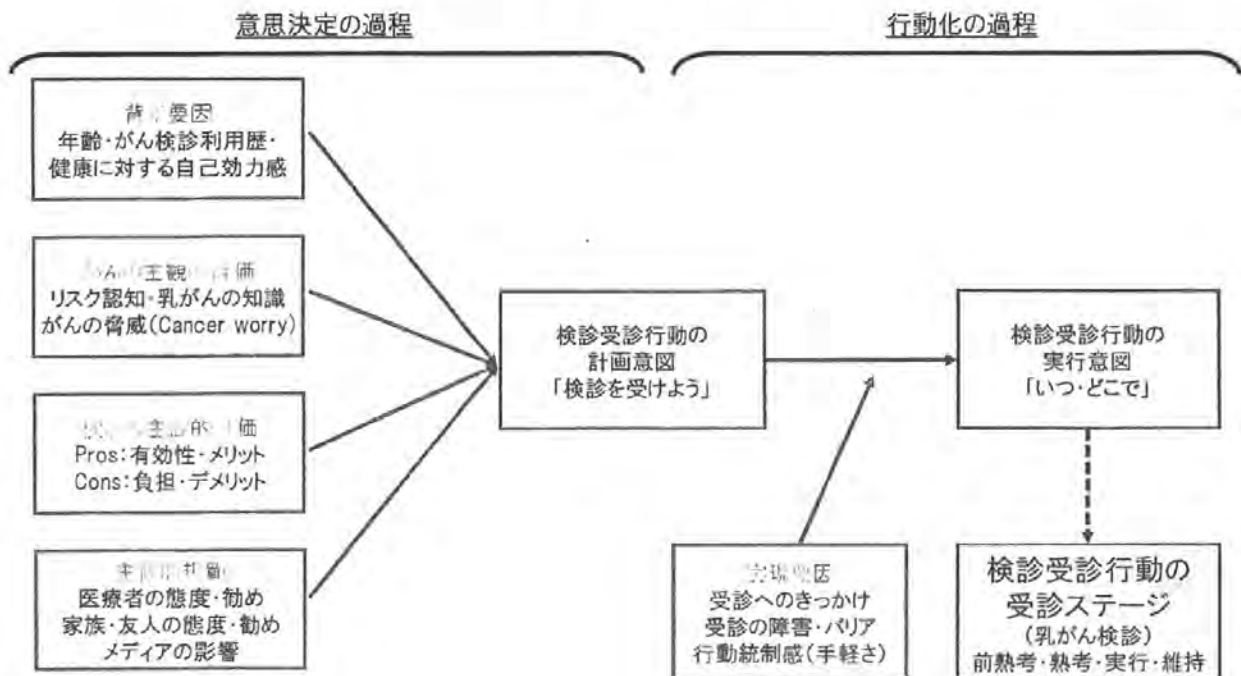 意思決定の過程
行動化の過程
要因
年齢・がん検診利用歴・
健康に対する自己効力感
主観 価
リスク認知・乳がんの知識
がんの脅威(Cancer worry)
主 的 価
Pros:有効性・メリット
Cons:負担・デメリット
医療者の態度・勧め
家族・友人の態度・勧め
メディアの影響
検診受診行動の
計画意図
「検診を受けよう」
検診受診行動の
実行意図
「いつ・どこで」
因
受診へのきっかけ
受診の障害・バリア
行動統制感(手軽さ)
検診受診行動の
受診ステージ
(乳がん検診)
前熟考・熟考・実行・維持